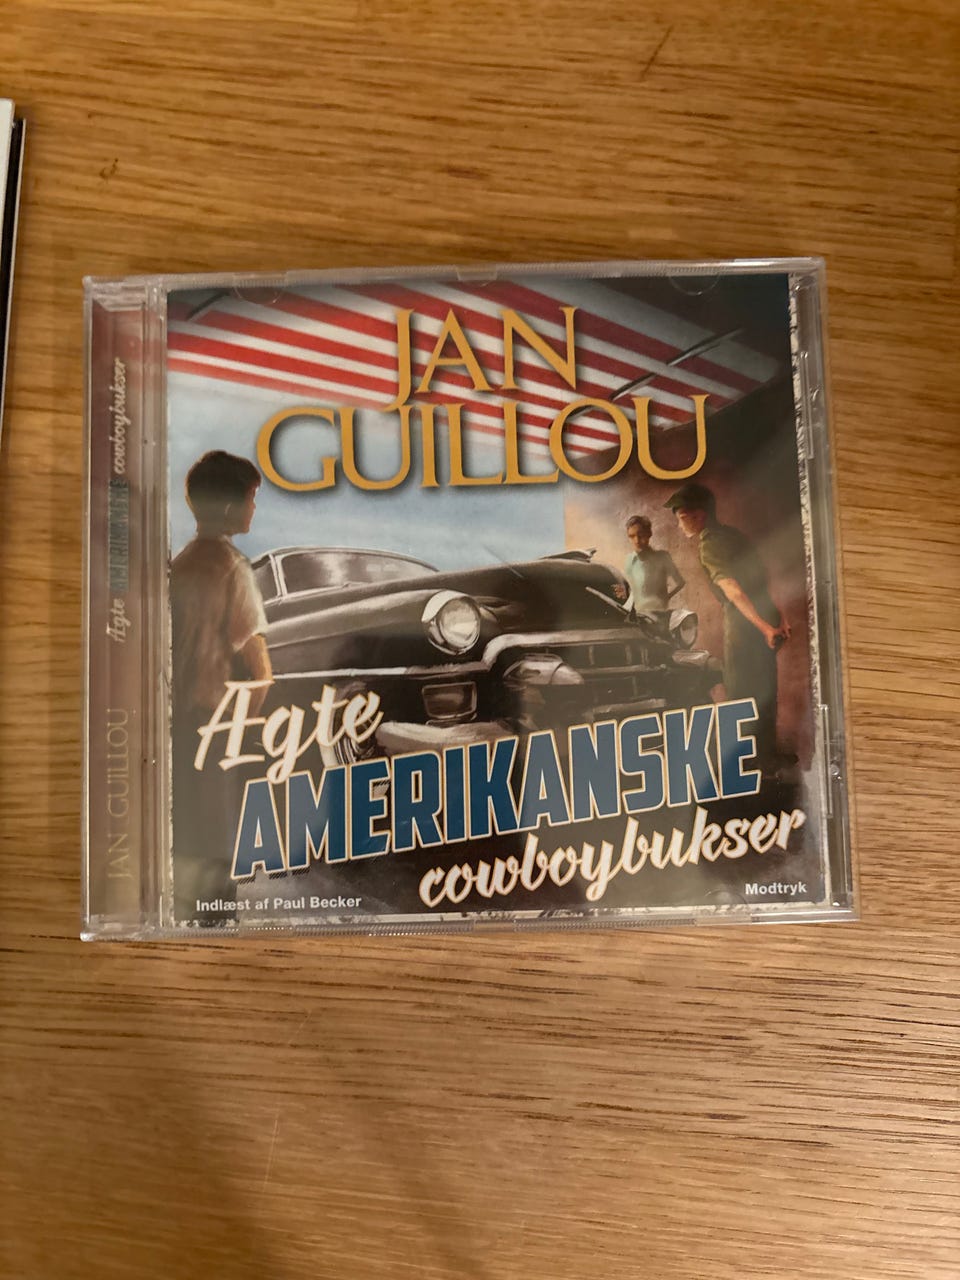 JAN
GUILLOU
Ægte
AMERIKANSKE
cowboybukser
Indlæst af Paul Becker
Modtryk
JAN GUILLOU Ægte AMERIKANSKE cowboybukser